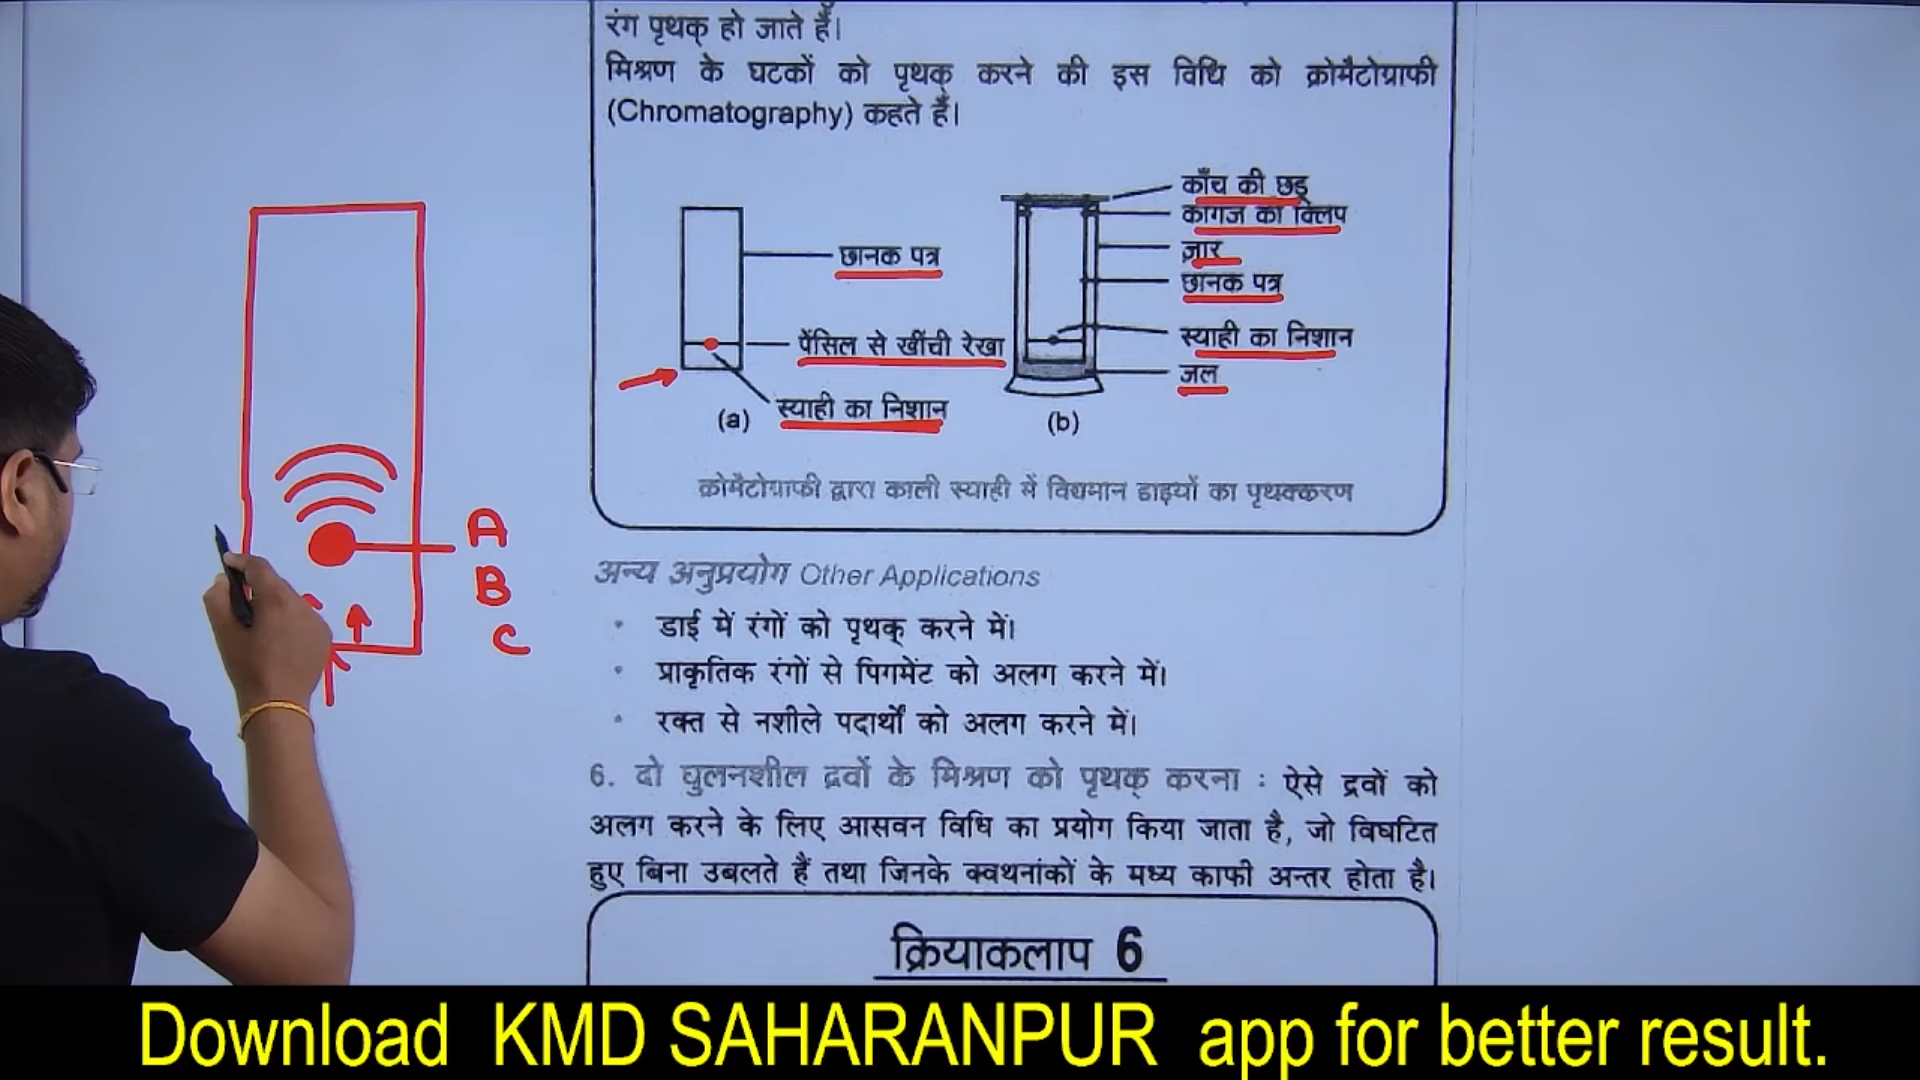 रंग पृथक् हो जाते हैं।
मिश्रण के घटकों को पृथक् करने की इस विधि को क्रोमैटोग्राफी
(Chromatography) कहते हैं।
काँच की छड़
कागज का क्लिप
जार
छानक पत्र
छानक पत्र
पेंसिल से खींची रेखा
स्याही का निशान
जल
स्याही का निशान
(a)
(b)
क्रोमैटोग्राफी द्वारा काली स्याही में विद्यमान डाइयों का पृथक्करण
A
B
C
अन्य अनुप्रयोग Other Applications
• डाई में रंगों को पृथक् करने में।
• प्राकृतिक रंगों से पिगमेंट को अलग करने में।
• रक्त से नशीले पदार्थों को अलग करने में।
6. दो घुलनशील द्रवों के मिश्रण को पृथक् करना : ऐसे द्रवों को
अलग करने के लिए आसवन विधि का प्रयोग किया जाता है, जो विघटित
हुए बिना उबलते हैं तथा जिनके क्वथनांकों के मध्य काफी अन्तर होता है।
क्रियाकलाप 6
Download KMD SAHARANPUR app for better result.